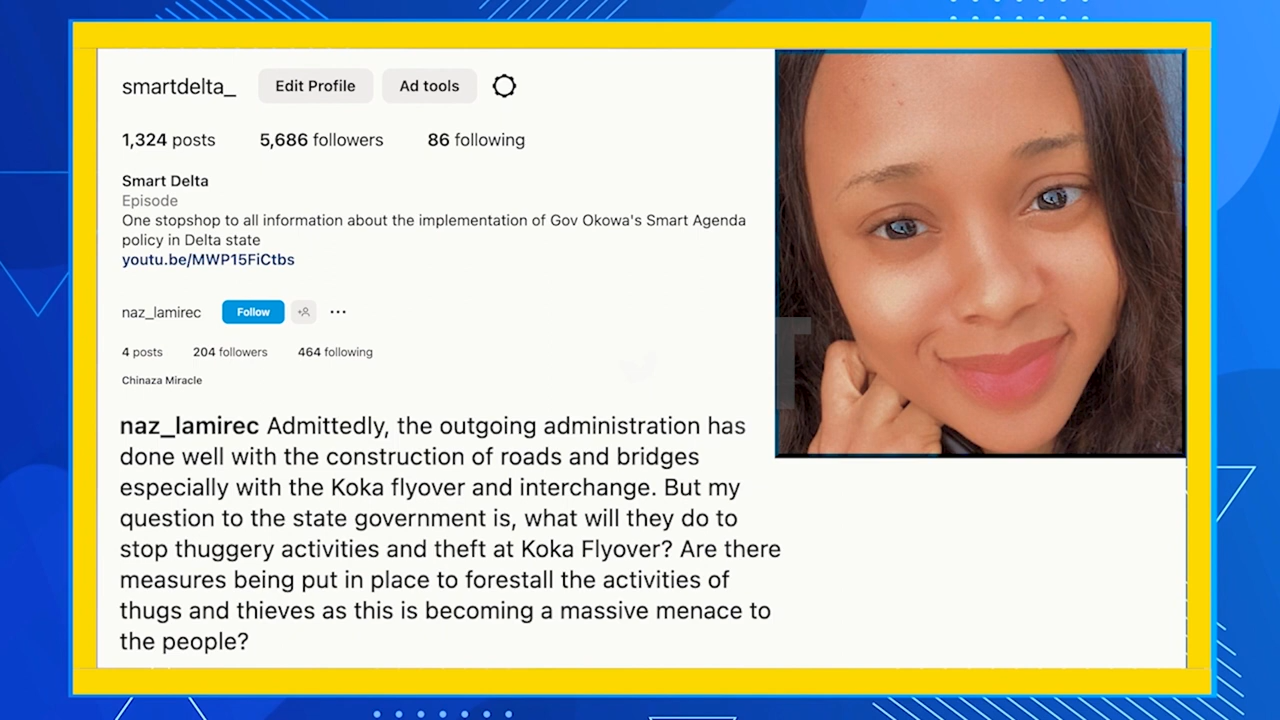 smartdelta_ Edit Profile Ad tools
1,324 posts 5,686 followers 86 following
Smart Delta
Episode
One stopshop to all information about the implementation of Gov Okowa's Smart Agenda
policy in Delta state
youtu.be/MWP15FiCtbs
naz_lamirec Follow
4 posts 204 followers 464 following
Chinaza Miracle
naz_lamirec Admittedly, the outgoing administration has
done well with the construction of roads and bridges
especially with the Koka flyover and interchange. But my
question to the state government is, what will they do to
stop thuggery activities and theft at Koka Flyover? Are there
measures being put in place to forestall the activities of
thugs and thieves as this is becoming a massive menace to
the people?